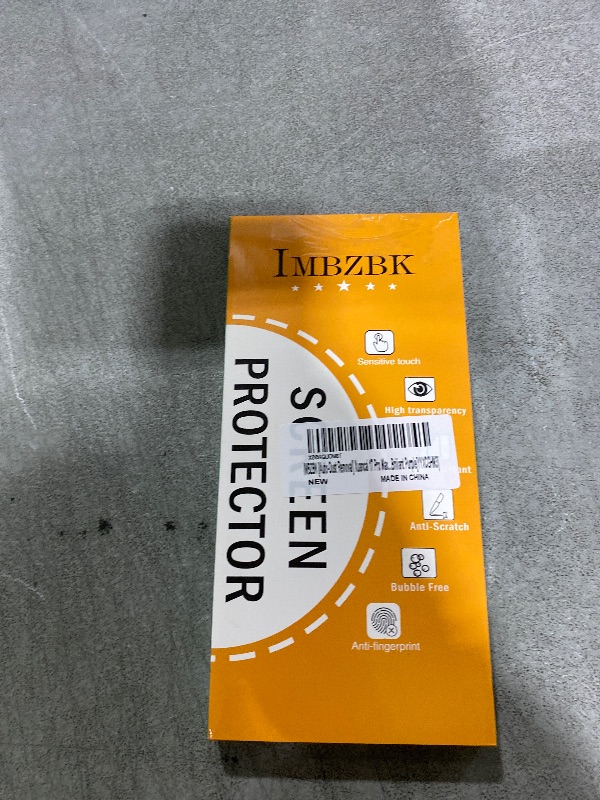 IMBZBK
Sensitive touch
High transparency
SCREEN
PROTECTOR
NEW
MADE IN CHINA
Anti-Scratch
Bubble Free
Anti-fingerprint